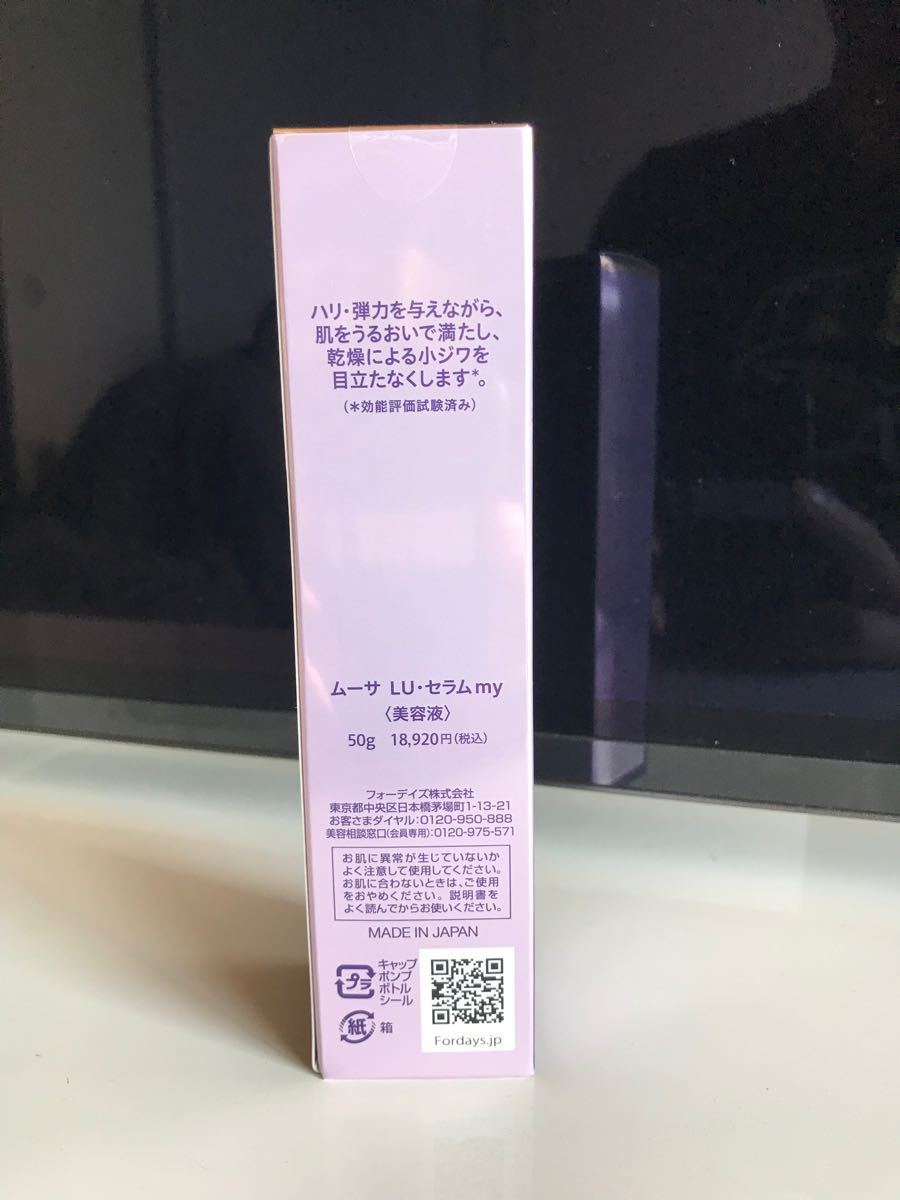 ハリ・弾力を与えながら、
肌をうるおいで満たし、
乾燥による小ジワを
目立たなくします*。
(*効能評価試験済み)
ムーサ LU・セラムmy
〈美容液〉
50g 18,920円(税込)
フォーデイズ株式会社
東京都中央区日本橋茅場町1-13-21
お客さまダイヤル:0120-950-888
美容相談窓口(会員専用):0120-975-571
お肌に異常が生じていないか
よく注意して使用してください。
お肌に合わないときは、ご使用
をおやめください。説明書を
よく読んでからお使いください。
MADE IN JAPAN
プラ
キャップ
ポンプ
ボトル
シール
紙 箱
Fordays.jp